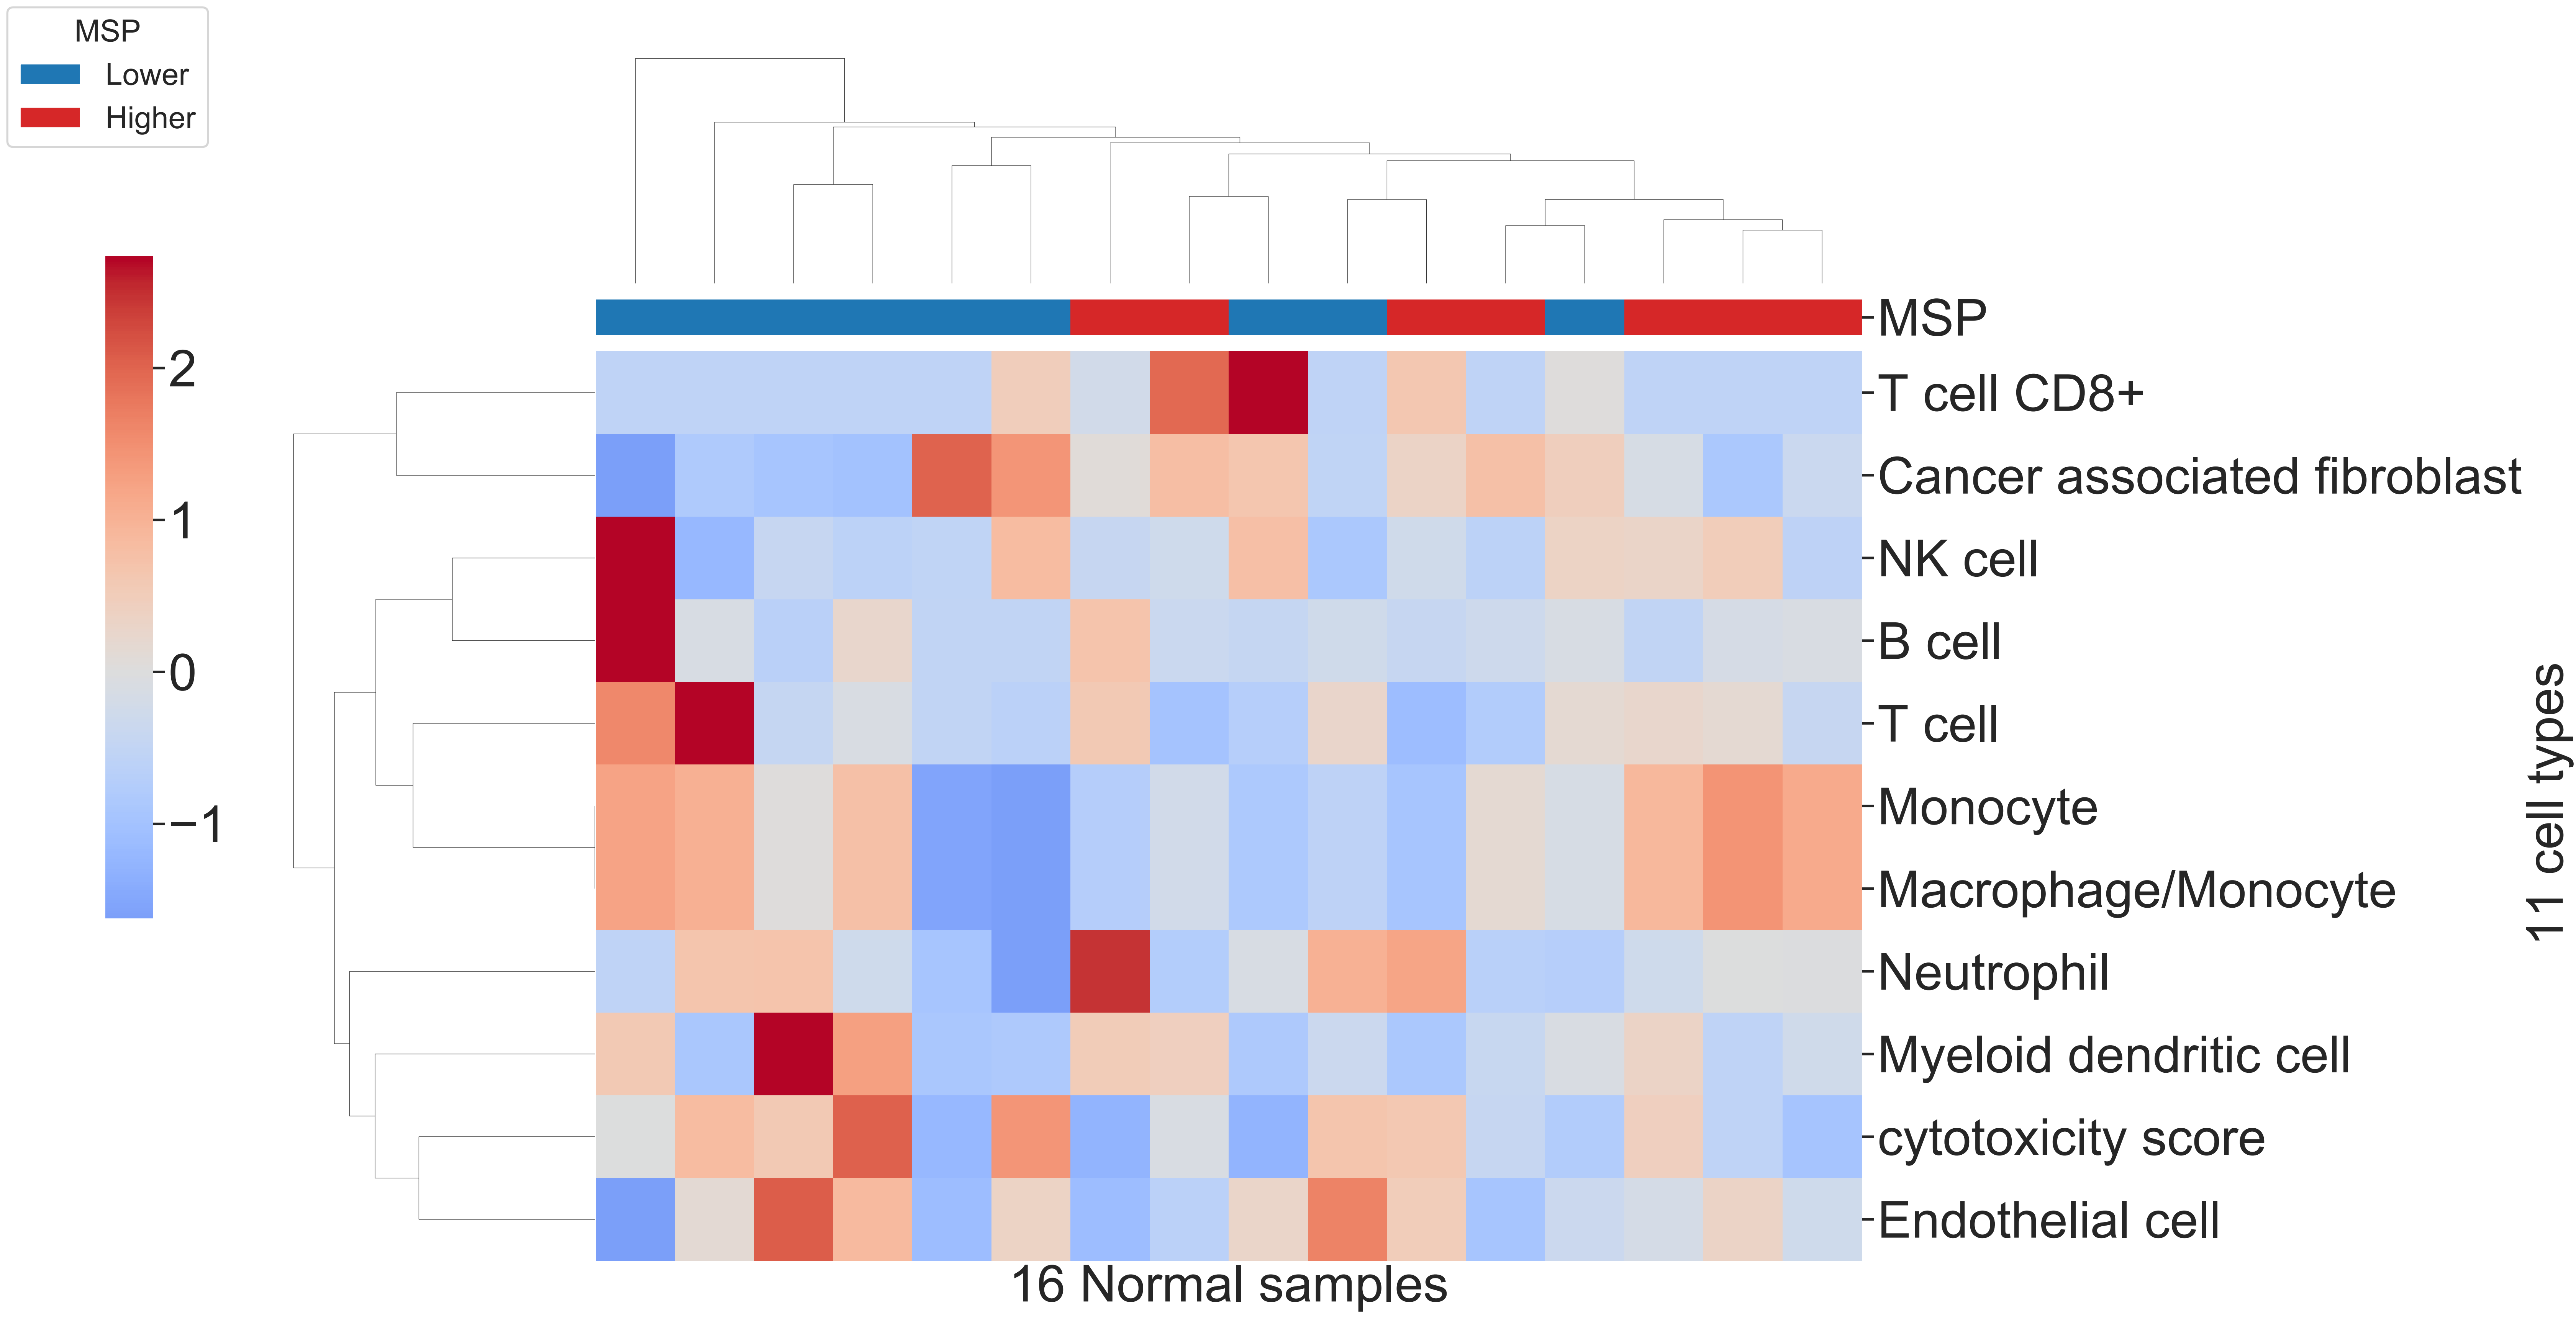 MSP
Lower
Higher
2
1
0
−1
MSP
T cell CD8+
Cancer associated fibroblast
NK cell
B cell
T cell
Monocyte
Macrophage/Monocyte
Neutrophil
Myeloid dendritic cell
cytotoxicity score
Endothelial cell
11 cell types
16 Normal samples